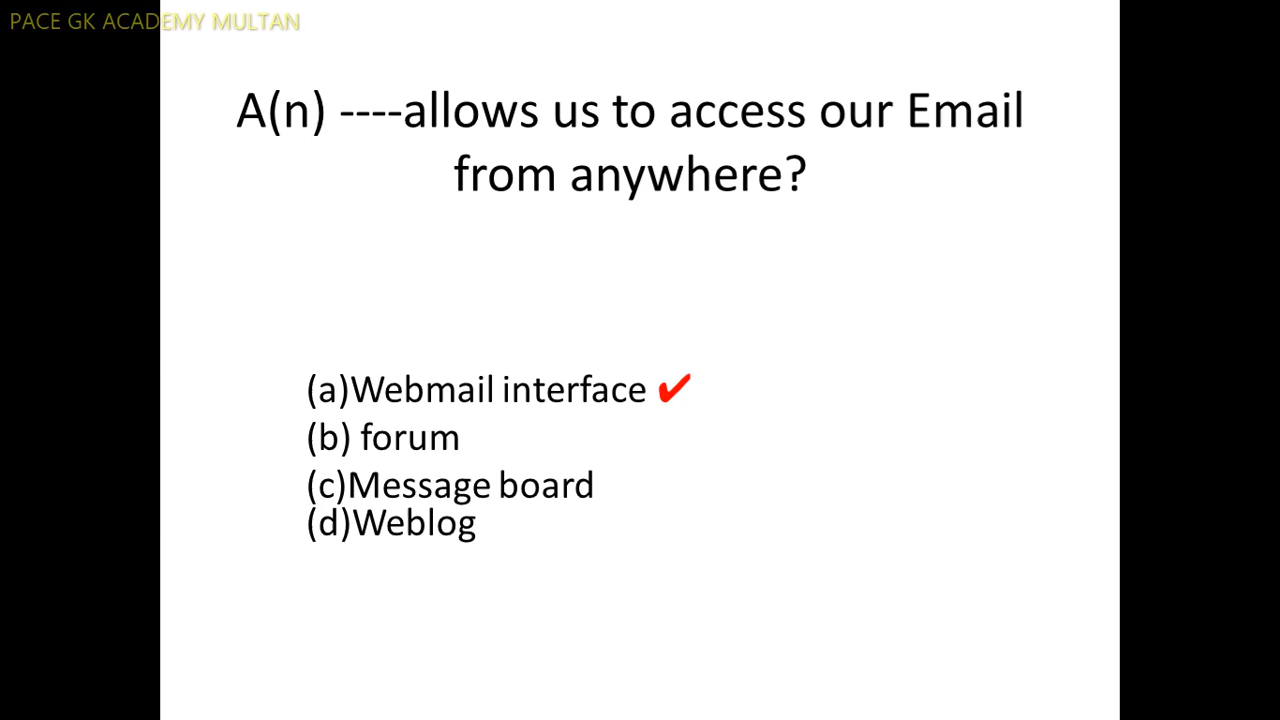 PACE GK ACADEMY MULTAN
A(n) ----allows us to access our Email
from anywhere?
(a)Webmail interface ✔
(b) forum
(c)Message board
(d)Weblog